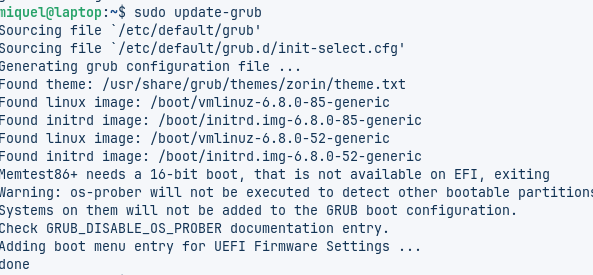 miquel@laptop:~$ sudo update-grub
Sourcing file `/etc/default/grub'
Sourcing file `/etc/default/grub.d/init-select.cfg'
Generating grub configuration file ...
Found theme: /usr/share/grub/themes/zorin/theme.txt
Found linux image: /boot/vmlinuz-6.8.0-85-generic
Found initrd image: /boot/initrd.img-6.8.0-85-generic
Found linux image: /boot/vmlinuz-6.8.0-52-generic
Found initrd image: /boot/initrd.img-6.8.0-52-generic
Memtest86+ needs a 16-bit boot, that is not available on EFI, exiting
Warning: os-prober will not be executed to detect other bootable partitions
Systems on them will not be added to the GRUB boot configuration.
Check GRUB_DISABLE_OS_PROBER documentation entry.
Adding boot menu entry for UEFI Firmware Settings ...
done